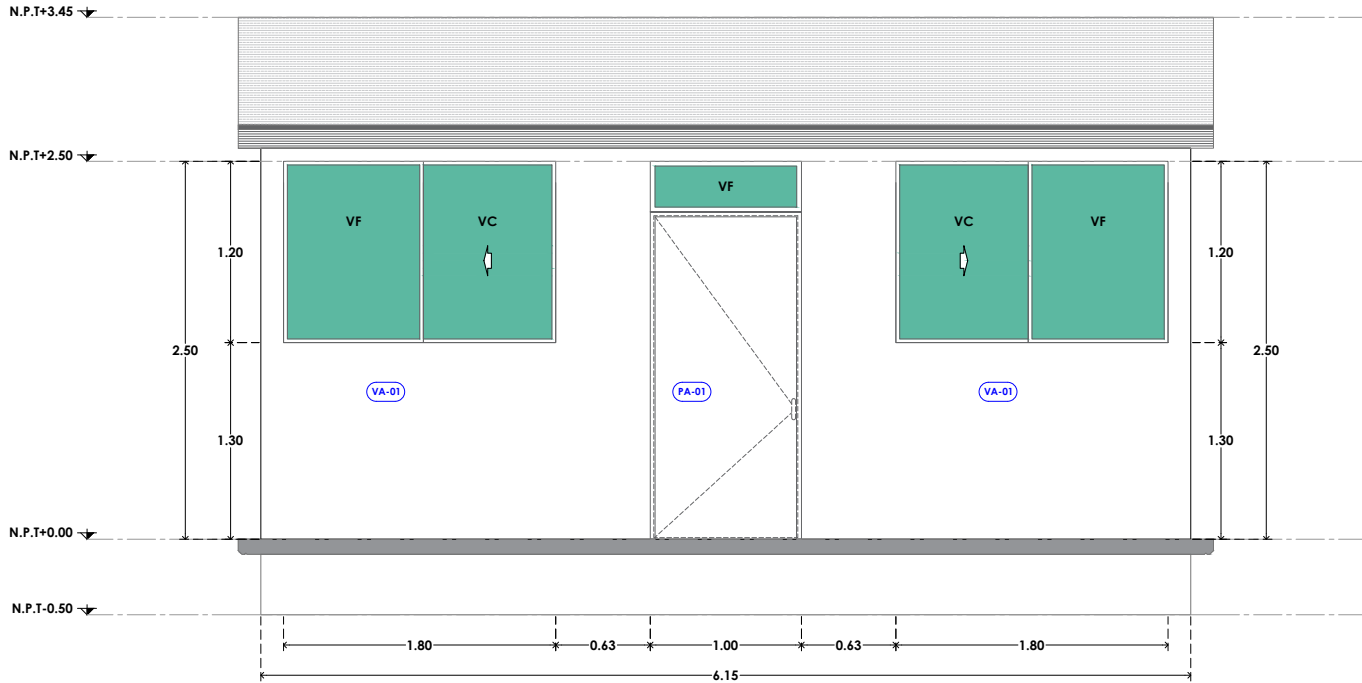 N.P.T+3.45
N.P.T+2.50
VF
VF
VC
VC
VF
1.20
1.20
2.50
2.50
VA-01
PA-01
VA-01
1.30
1.30
N.P.T+0.00
N.P.T-0.50
1.80
0.63
1.00
0.63
1.80
6.15